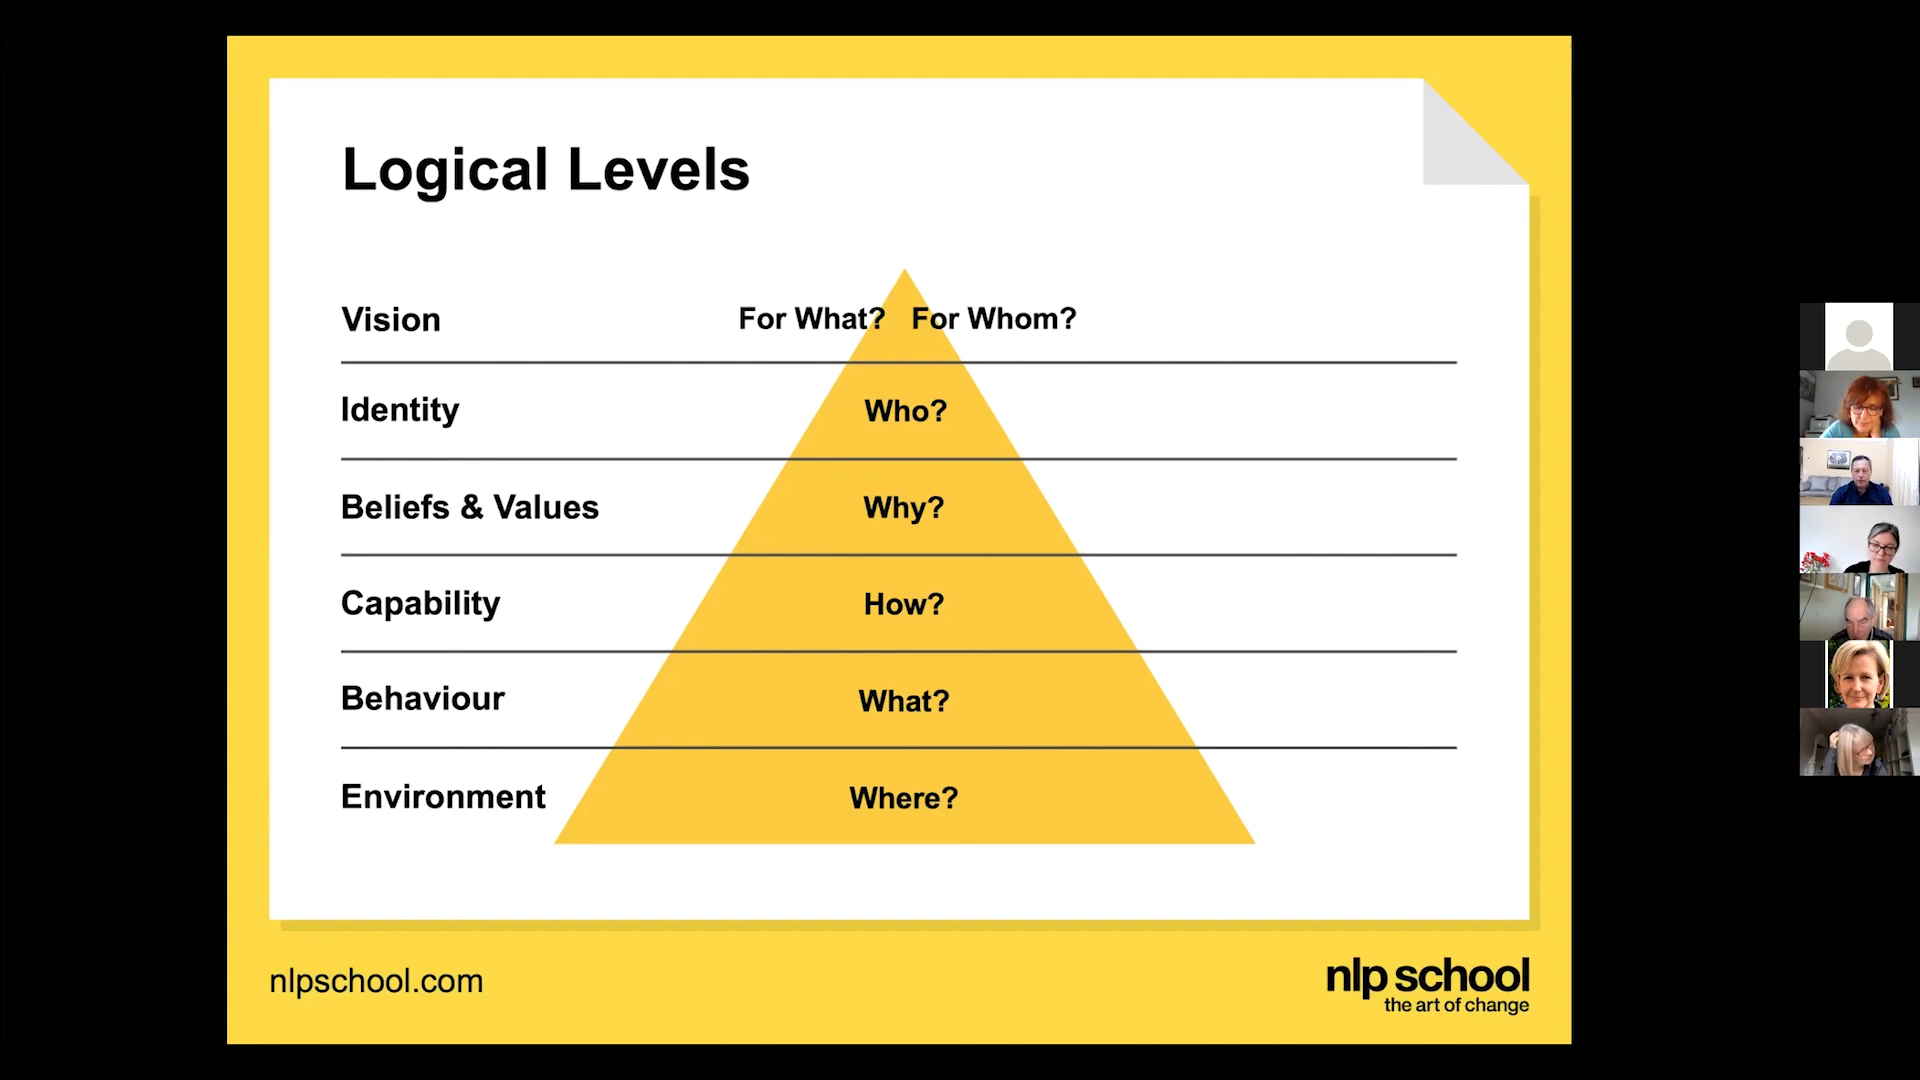 Logical Levels
Vision For What? For Whom?
Identity Who?
Beliefs & Values Why?
Capability How?
Behaviour What?
Environment Where?
nlpschool.com
nlp school
the art of change